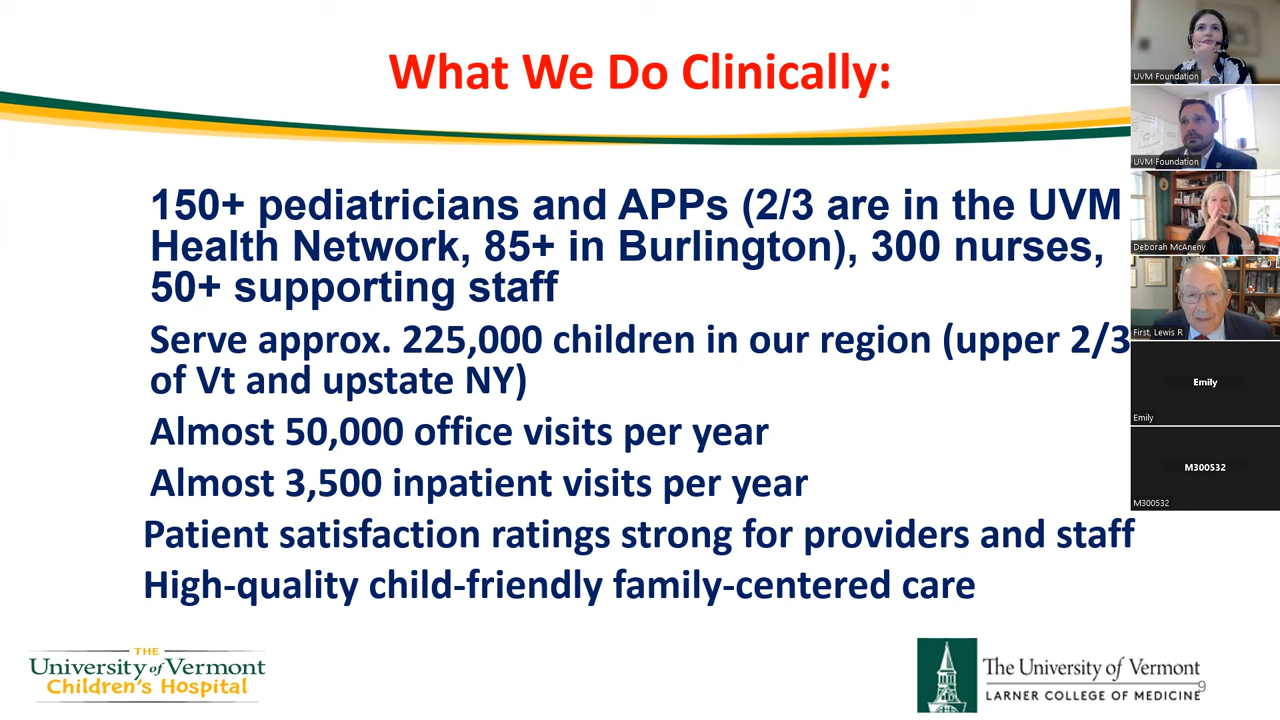 What We Do Clinically:
150+ pediatricians and APPs (2/3 are in the UVM
Health Network, 85+ in Burlington), 300 nurses,
50+ supporting staff
Serve approx. 225,000 children in our region (upper 2/3
of Vt and upstate NY)
Almost 50,000 office visits per year
Almost 3,500 inpatient visits per year
Patient satisfaction ratings strong for providers and staff
High-quality child-friendly family-centered care
THE
University of Vermont
Children's Hospital
The University of Vermont
LARNER COLLEGE OF MEDICINE
9
UVM Foundation
UVM Foundation
Deborah McAneny
First, Lewis R
Emily
Emily
M300532
M300532